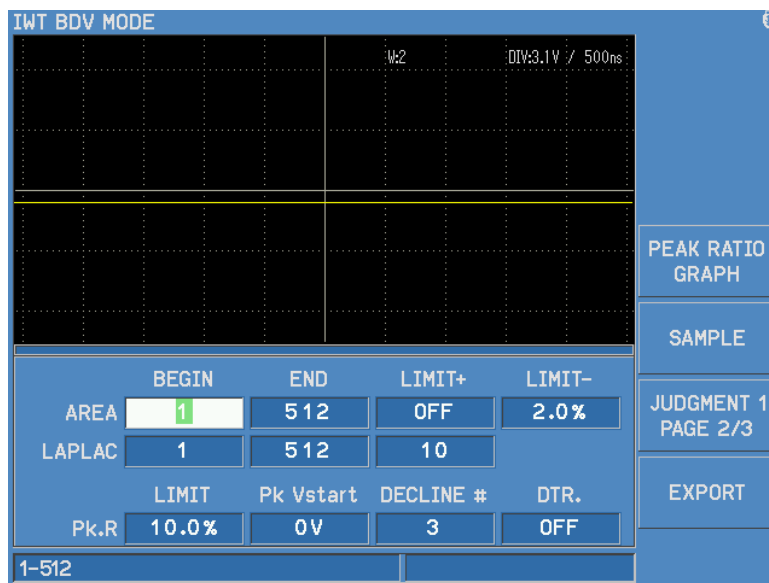 IWT BDV MODE
W:2 DIV:3.1V / 500ns
PEAK RATIO
GRAPH
SAMPLE
JUDGMENT 1
PAGE 2/3
EXPORT
BEGIN END LIMIT+ LIMIT-
AREA 1 512 OFF 2.0%
LAPLAC 1 512 10
LIMIT Pk Vstart DECLINE # DTR.
Pk.R 10.0% 0V 3 OFF
1-512